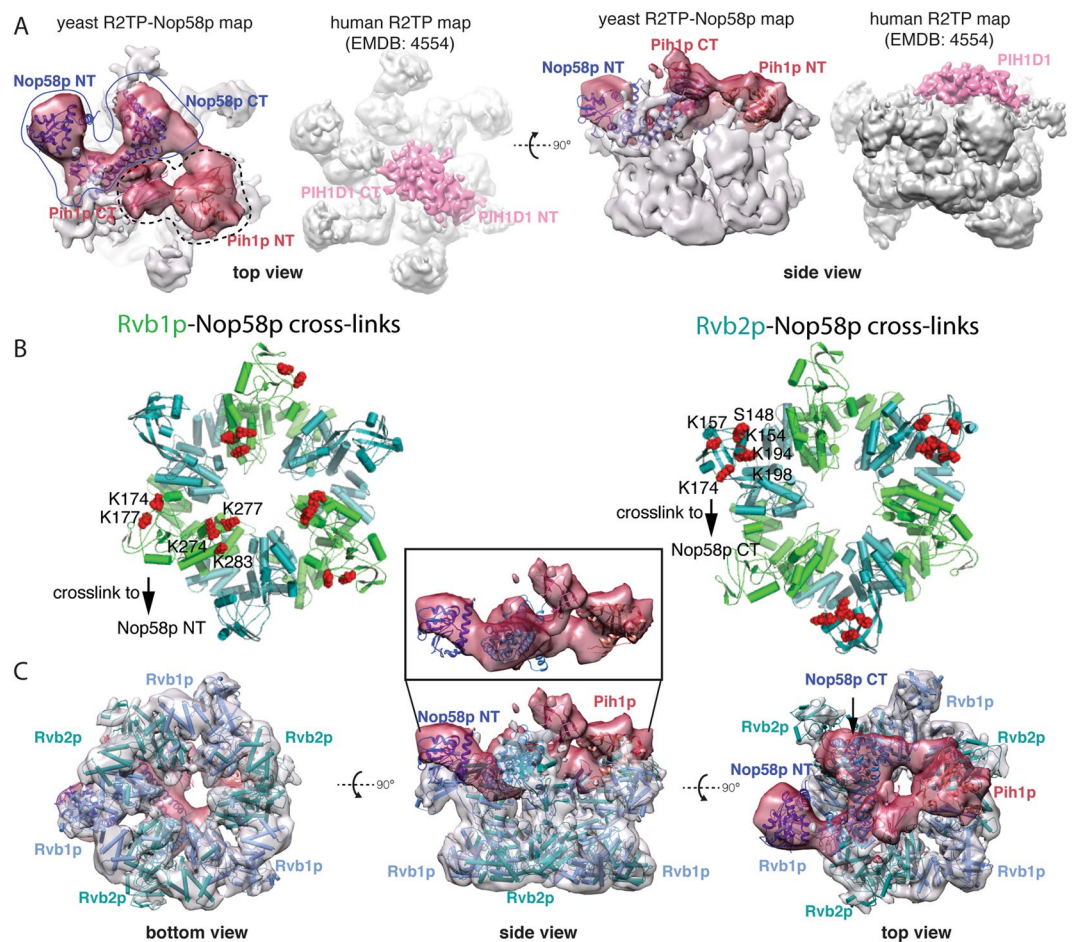 A
yeast R2TP-Nop58p map
human R2TP map
(EMDB: 4554)
yeast R2TP-Nop58p map
human R2TP map
(EMDB: 4554)
Nop58p NT
Nop58p CT
Pih1p CT
Pih1p NT
PIH1D1 CT
PIH1D1 NT
90°
Nop58p NT
Pih1p CT
Pih1p NT
PIH1D1
top view
side view
Rvb1p-Nop58p cross-links
Rvb2p-Nop58p cross-links
B
K174
K177
K277
K274
K283
crosslink to
Nop58p NT
K157
S148
K154
K194
K198
K174
crosslink to
Nop58p CT
C
Rvb1p
Rvb2p
Rvb2p
Rvb1p
Rvb1p
Rvb2p
bottom view
90°
Nop58p NT
Pih1p
Rvb1p
Rvb2p
Rvb1p
side view
90°
Nop58p CT
Rvb1p
Rvb2p
Rvb2p
Nop58p NT
Pih1p
Rvb1p
Rvb1p
Rvb2p
top view